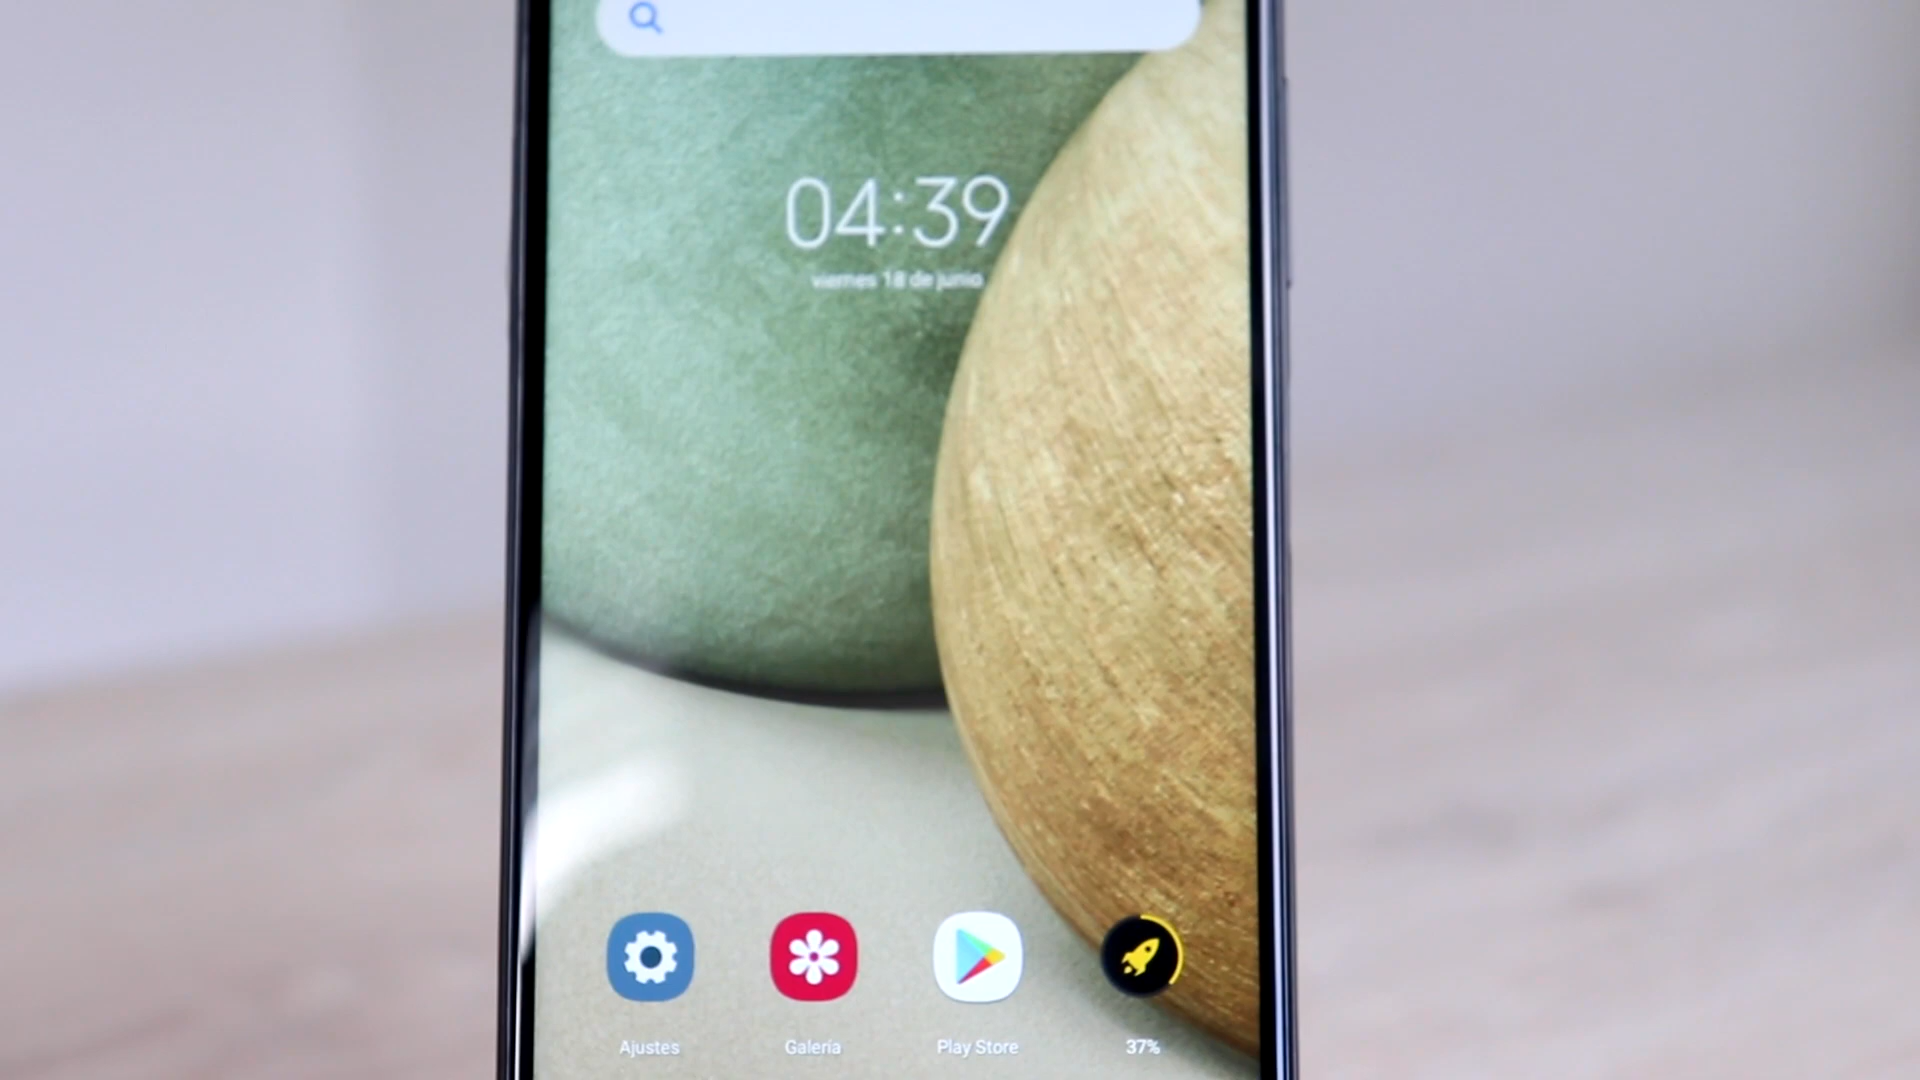 04:39
viernes 18 de junio
Ajustes
Galería
Play Store
37%